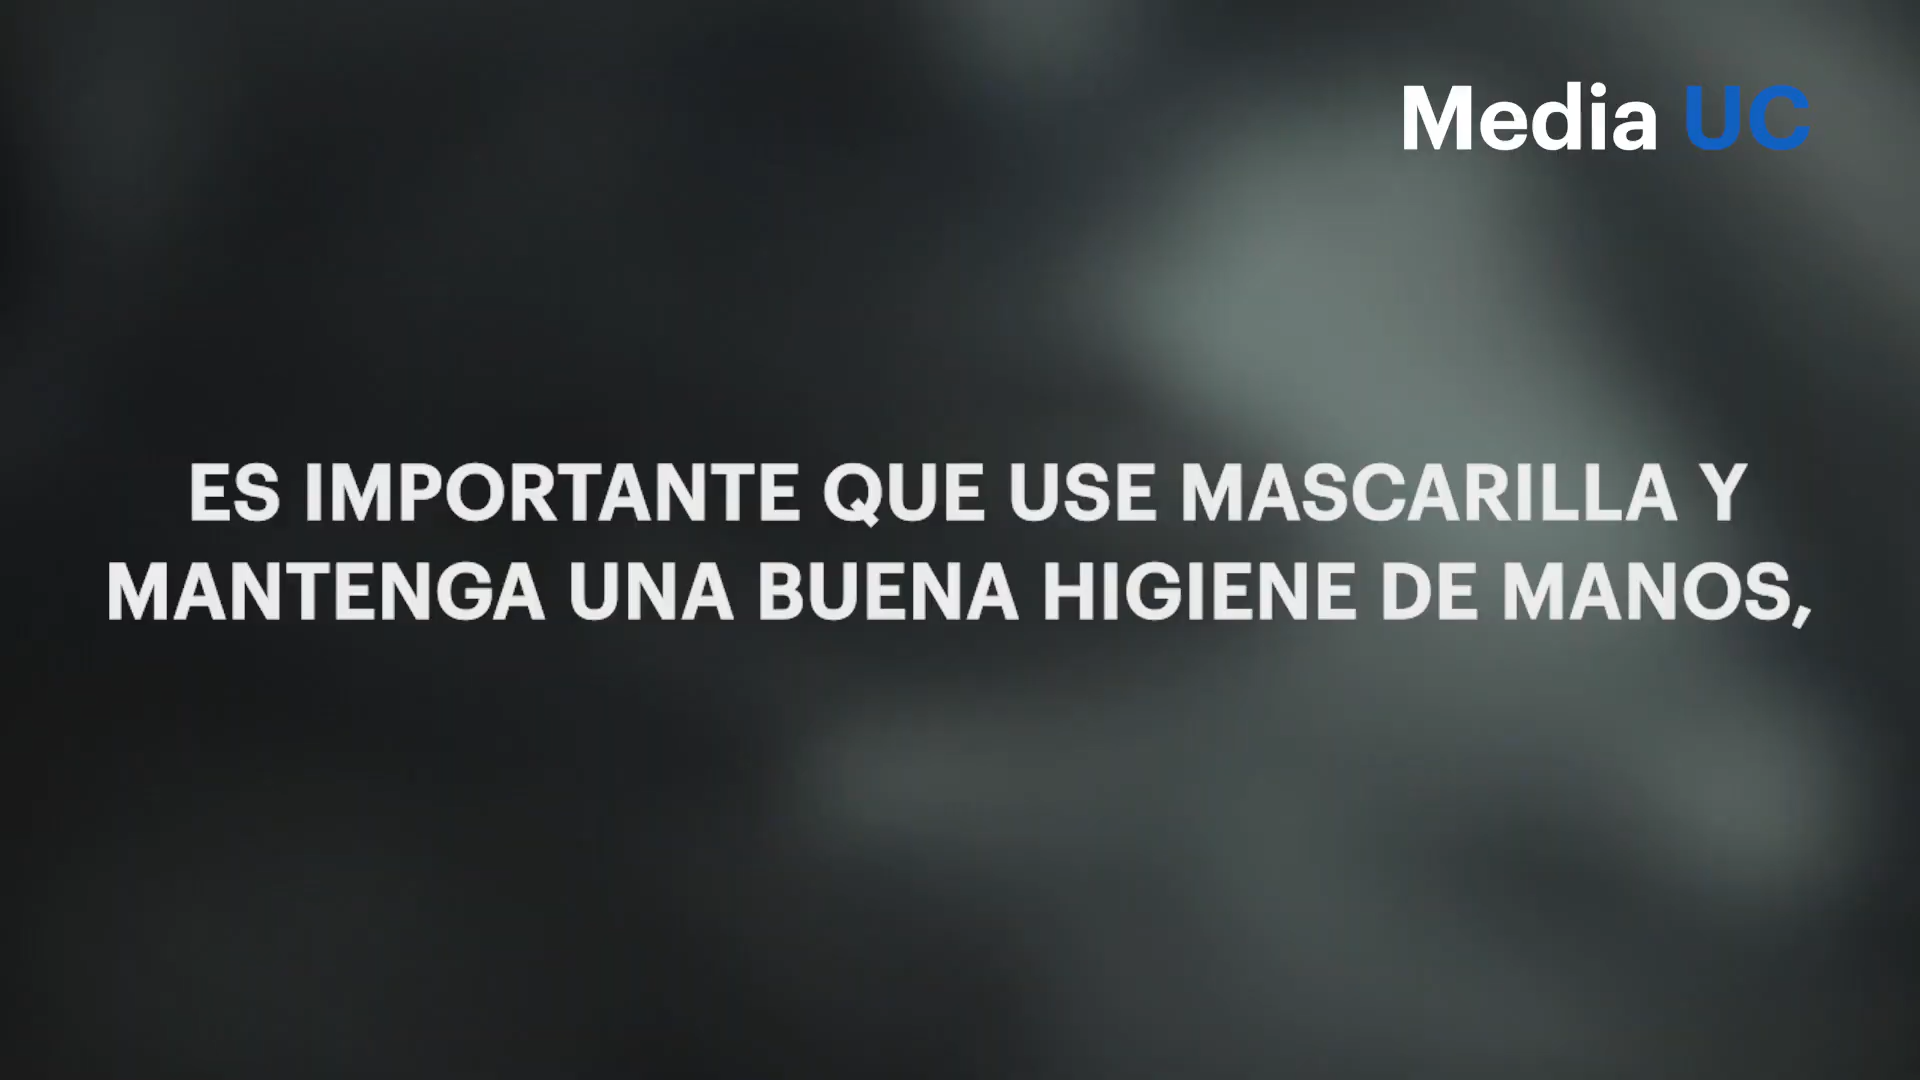 Media UC
ES IMPORTANTE QUE USE MASCARILLA Y
MANTENGA UNA BUENA HIGIENE DE MANOS,